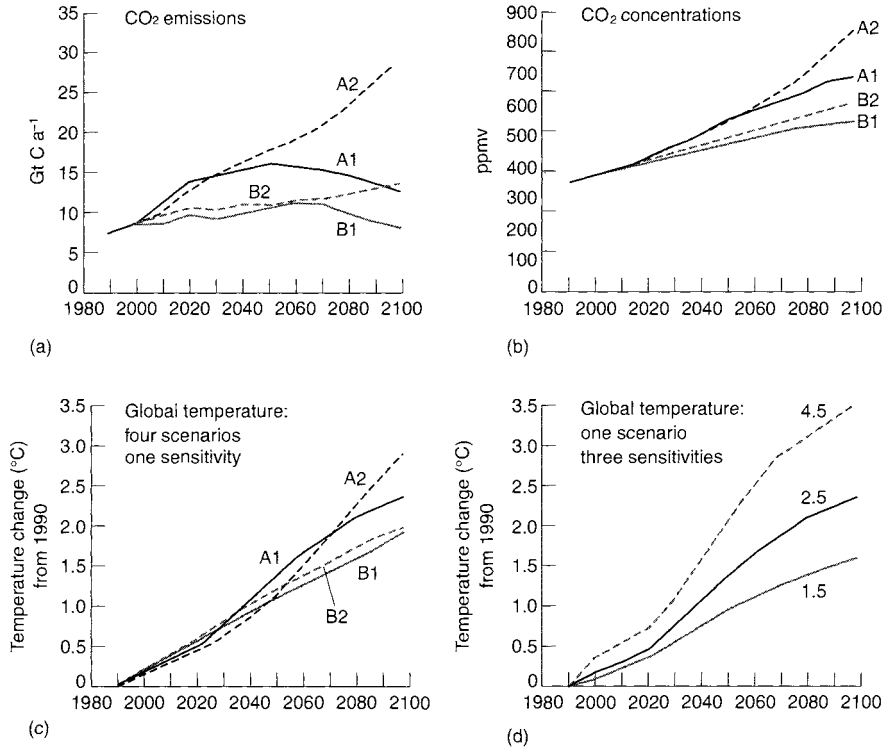 CO₂ emissions
35
30
25
20
15
10
5
0
Gt C a⁻¹
A2
A1
B2
B1
1980 2000 2020 2040 2060 2080 2100
(a)
CO₂ concentrations
900
800
700
600
500
400
300
200
100
0
ppmv
A2
A1
B2
B1
1980 2000 2020 2040 2060 2080 2100
(b)
Global temperature:
four scenarios
one sensitivity
3.5
3.0
2.5
2.0
1.5
1.0
0.5
0
Temperature change (°C)
from 1990
A2
A1
B1
B2
1980 2000 2020 2040 2060 2080 2100
(c)
Global temperature:
one scenario
three sensitivities
3.5
3.0
2.5
2.0
1.5
1.0
0.5
0
Temperature change (°C)
from 1990
4.5
2.5
1.5
1980 2000 2020 2040 2060 2080 2100
(d)